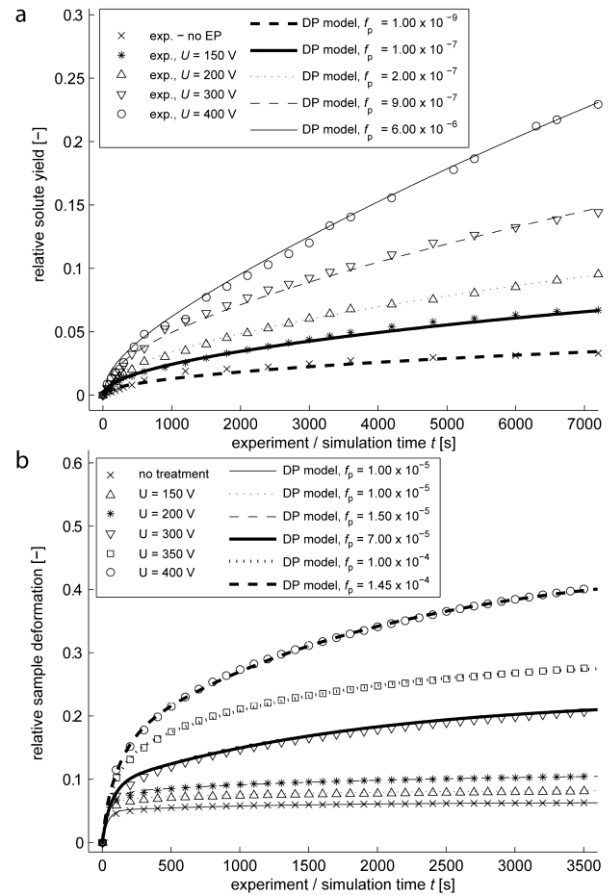 a
× exp. – no EP
* exp., U = 150 V
△ exp., U = 200 V
▽ exp., U = 300 V
○ exp., U = 400 V
DP model, fp = 1.00 x 10⁻⁹
DP model, fp = 1.00 x 10⁻⁷
DP model, fp = 2.00 x 10⁻⁷
DP model, fp = 9.00 x 10⁻⁷
DP model, fp = 6.00 x 10⁻⁶
relative solute yield [-]
0.3
0.25
0.2
0.15
0.1
0.05
0
0 1000 2000 3000 4000 5000 6000 7000
experiment / simulation time t [s]
b
× no treatment
△ U = 150 V
* U = 200 V
▽ U = 300 V
□ U = 350 V
○ U = 400 V
DP model, fp = 1.00 x 10⁻⁵
DP model, fp = 1.00 x 10⁻⁵
DP model, fp = 1.50 x 10⁻⁵
DP model, fp = 7.00 x 10⁻⁵
DP model, fp = 1.00 x 10⁻⁴
DP model, fp = 1.45 x 10⁻⁴
relative sample deformation [-]
0.6
0.5
0.4
0.3
0.2
0.1
0
0 500 1000 1500 2000 2500 3000 3500
experiment / simulation time t [s]